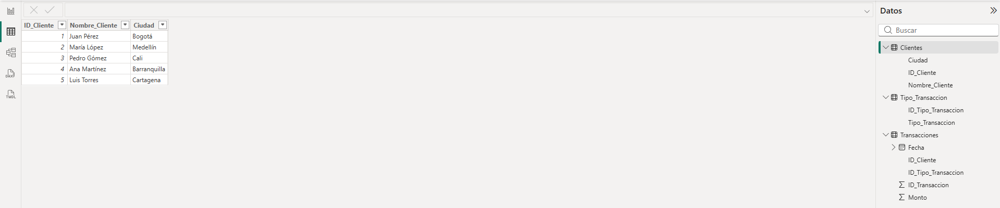 ID_Cliente Nombre_Cliente Ciudad
1 Juan Pérez Bogotá
2 María López Medellín
3 Pedro Gómez Cali
4 Ana Martínez Barranquilla
5 Luis Torres Cartagena
DAX
TMDL
Datos
Buscar
Clientes
Ciudad
ID_Cliente
Nombre_Cliente
Tipo_Transaccion
ID_Tipo_Transaccion
Tipo_Transaccion
Transacciones
Fecha
ID_Cliente
ID_Tipo_Transaccion
ID_Transaccion
Monto